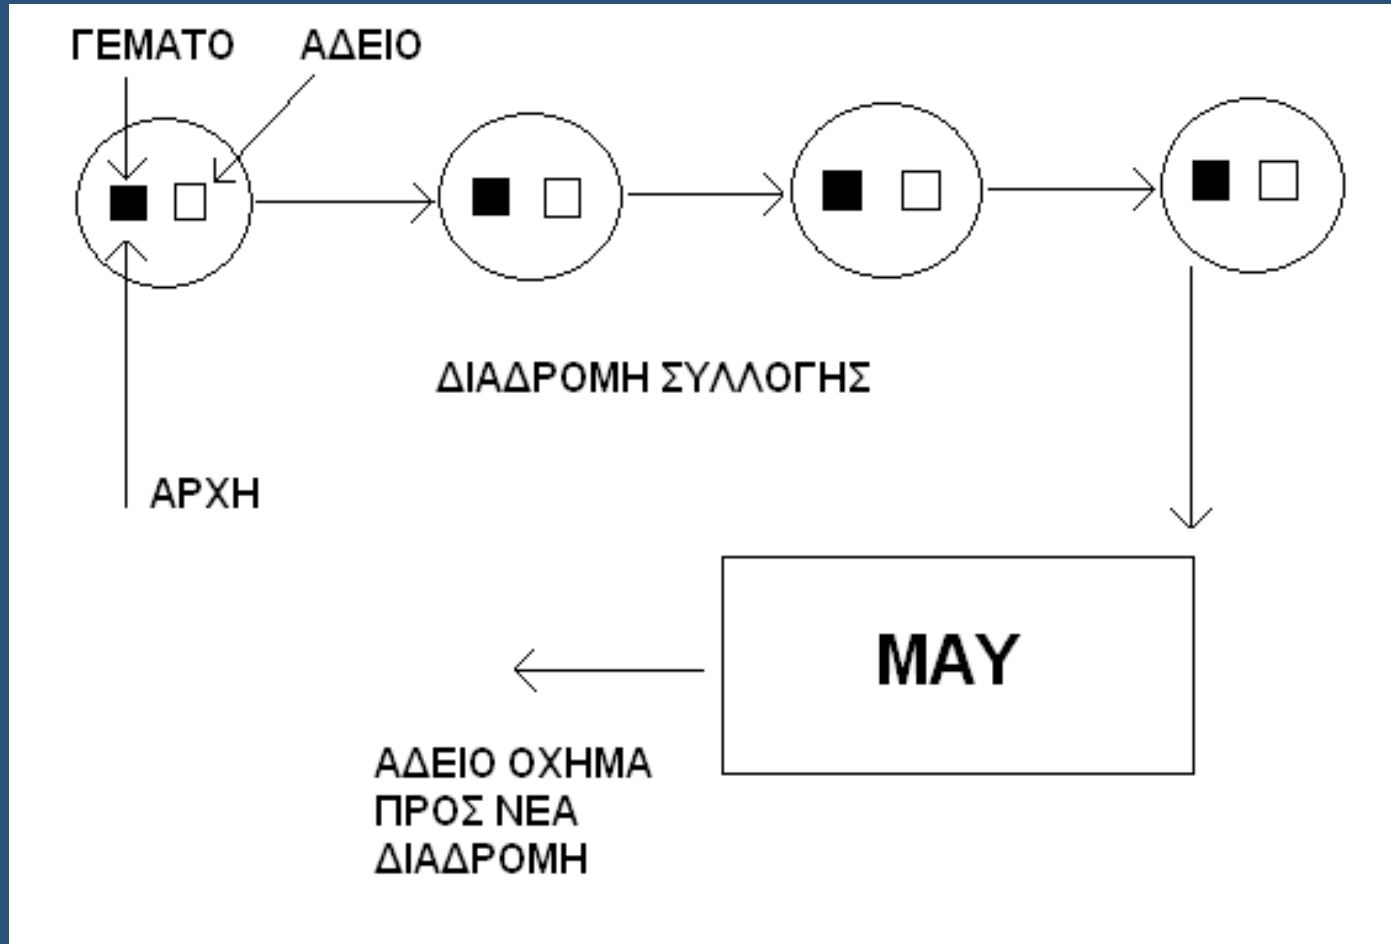 ΓΕΜΑΤΟ ΑΔΕΙΟ
ΔΙΑΔΡΟΜΗ ΣΥΛΛΟΓΗΣ
ΑΡΧΗ
ΜΑΥ
ΑΔΕΙΟ ΟΧΗΜΑ
ΠΡΟΣ ΝΕΑ
ΔΙΑΔΡΟΜΗ